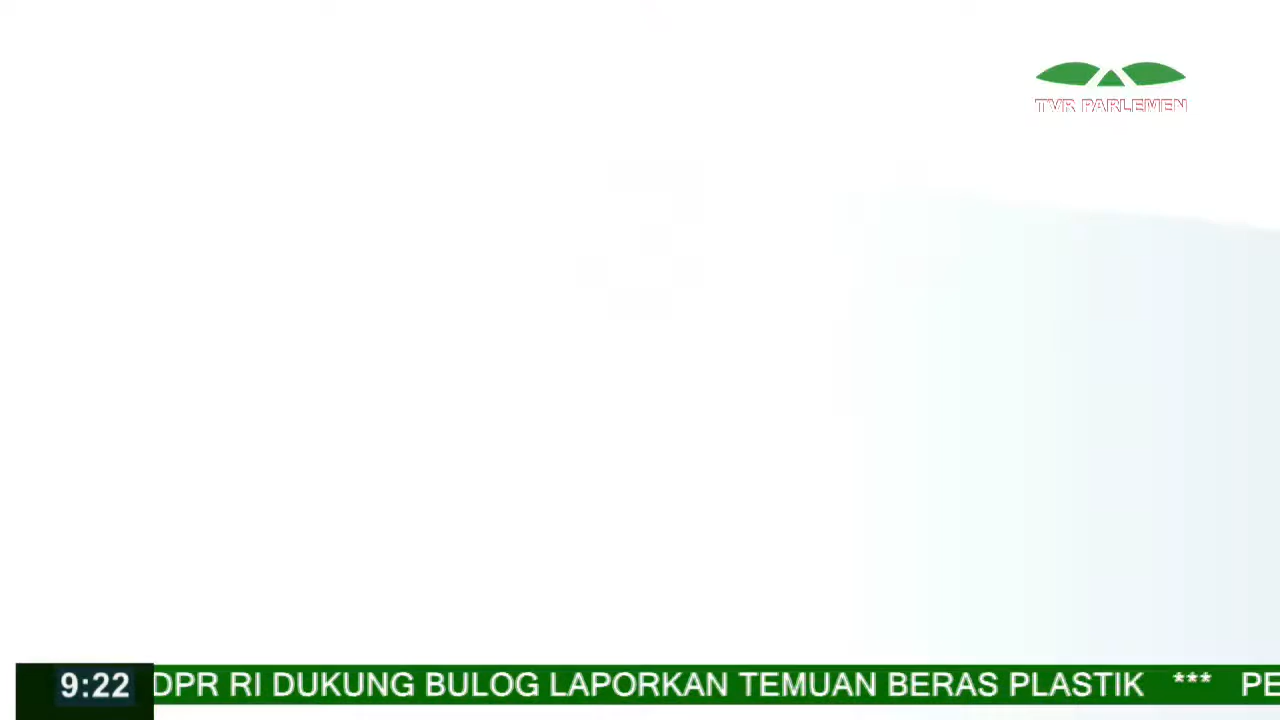 TVR PARLEMEN
9:22
DPR RI DUKUNG BULOG LAPORKAN TEMUAN BERAS PLASTIK *** PE